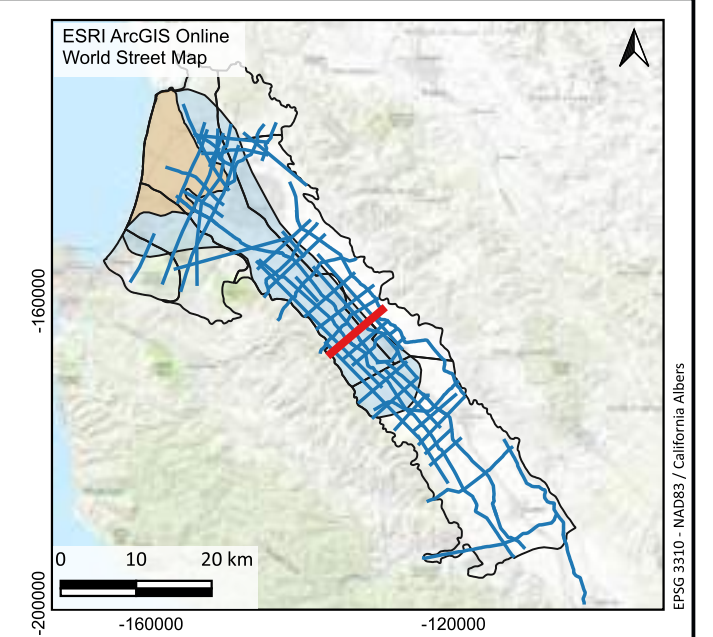 ESRI ArcGIS Online
World Street Map
-160000
-200000
EPSG 3310 - NAD83 / California Albers
0 10 20 km
-160000 -120000